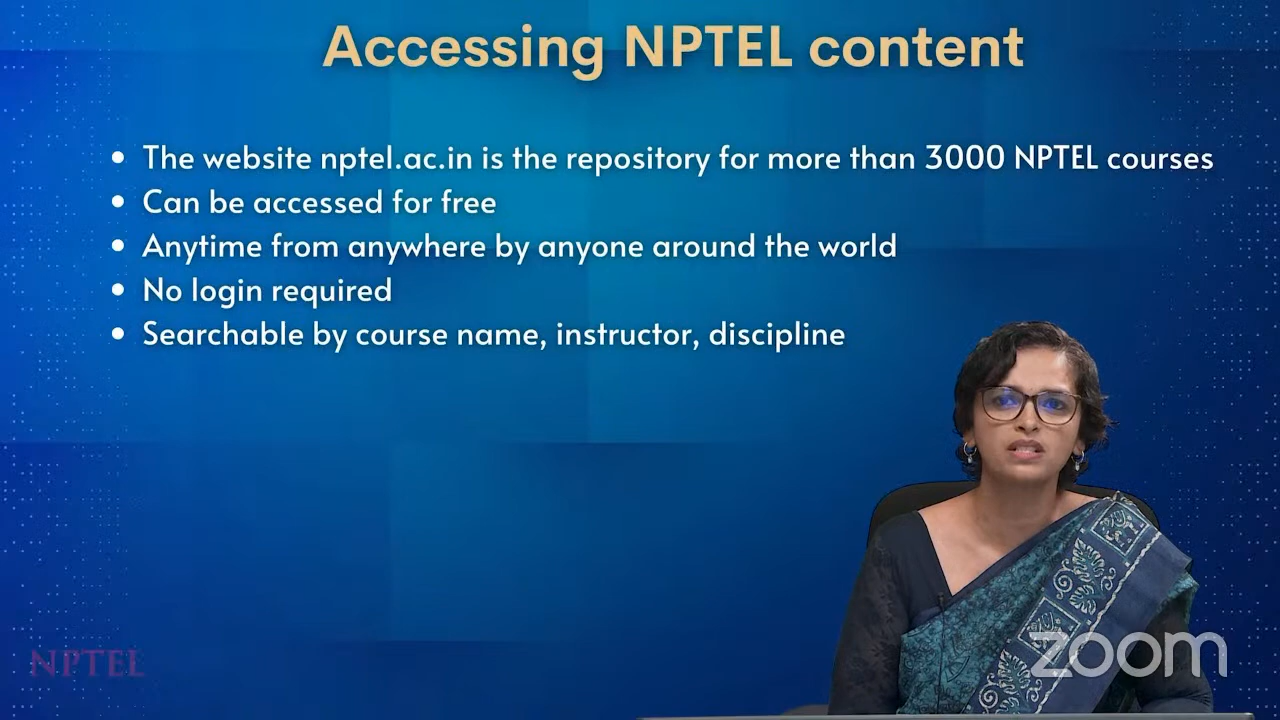 Accessing NPTEL content
• The website nptel.ac.in is the repository for more than 3000 NPTEL courses
• Can be accessed for free
• Anytime from anywhere by anyone around the world
• No login required
• Searchable by course name, instructor, discipline
NPTEL
zoom